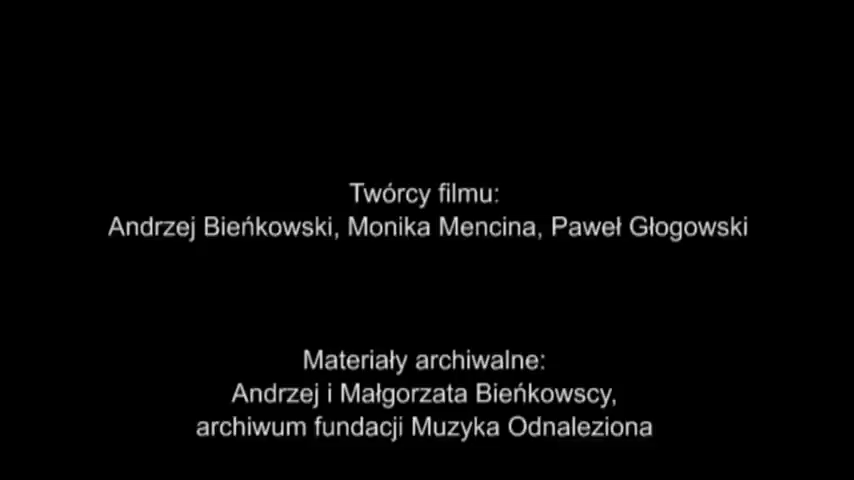 Twórcy filmu:
Andrzej Bieńkowski, Monika Mencina, Paweł Głogowski
Materiały archiwalne:
Andrzej i Małgorzata Bieńkowscy,
archiwum fundacji Muzyka Odnaleziona